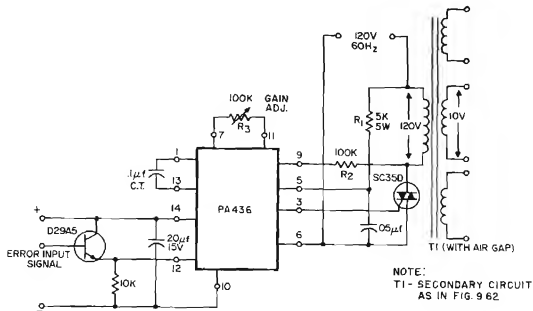 120V
60Hz
100K GAIN
ADJ.
R3
7
11
1
.1μf
C.T.
13
14
PA436
9
5
3
6
12
10
100K
R2
R1
5K
5W
120V
10V
SC35D
.05μf
+
D29A5
ERROR INPUT
SIGNAL
10K
20μf
15V
-
T1 (WITH AIR GAP)
NOTE:
T1 - SECONDARY CIRCUIT
AS IN FIG. 9.62